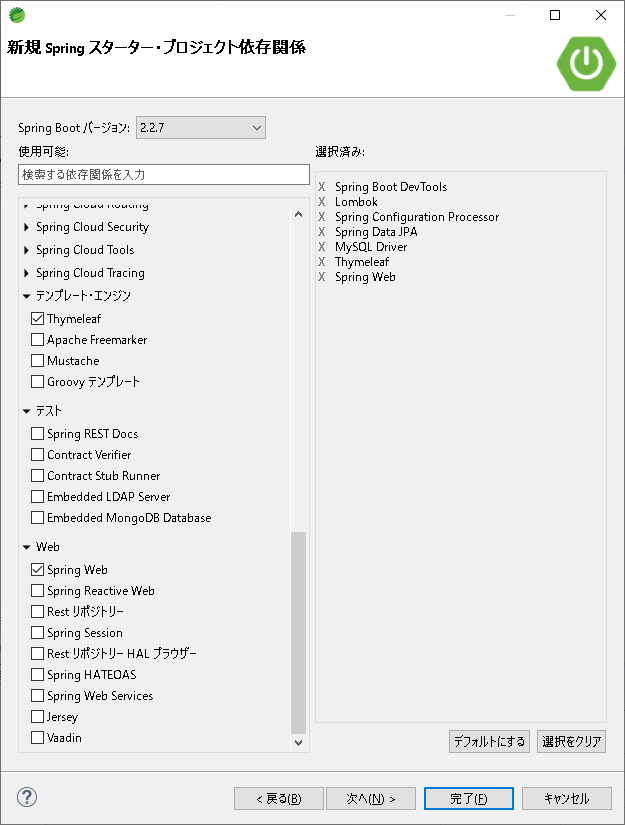 新規 Spring スターター・プロジェクト依存関係
Spring Boot バージョン: 2.2.7
使用可能:
検索する依存関係を入力
Spring Cloud Routing
Spring Cloud Security
Spring Cloud Tools
Spring Cloud Tracing
テンプレート・エンジン
Thymeleaf
Apache Freemarker
Mustache
Groovy テンプレート
テスト
Spring REST Docs
Contract Verifier
Contract Stub Runner
Embedded LDAP Server
Embedded MongoDB Database
Web
Spring Web
Spring Reactive Web
Rest リポジトリー
Spring Session
Rest リポジトリー HAL ブラウザー
Spring HATEOAS
Spring Web Services
Jersey
Vaadin
選択済み:
X Spring Boot DevTools
X Lombok
X Spring Configuration Processor
X Spring Data JPA
X MySQL Driver
X Thymeleaf
X Spring Web
デフォルトにする 選択をクリア
? < 戻る(B) 次へ(N) > 完了(F) キャンセル